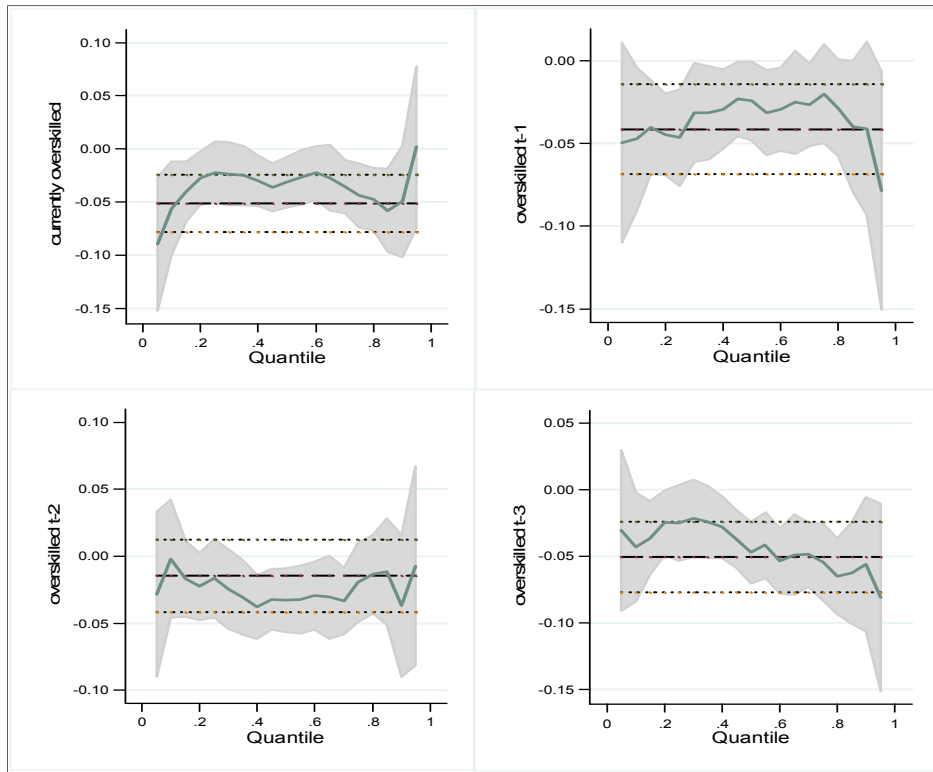 currently overskilled
0.10
0.05
0.00
-0.05
-0.10
-0.15
0 .2 .4 .6 .8 1
Quantile
overskilled t-1
0.00
-0.05
-0.10
-0.15
0 .2 .4 .6 .8 1
Quantile
overskilled t-2
0.10
0.05
0.00
-0.05
-0.10
0 .2 .4 .6 .8 1
Quantile
overskilled t-3
0.05
0.00
-0.05
-0.10
-0.15
0 .2 .4 .6 .8 1
Quantile